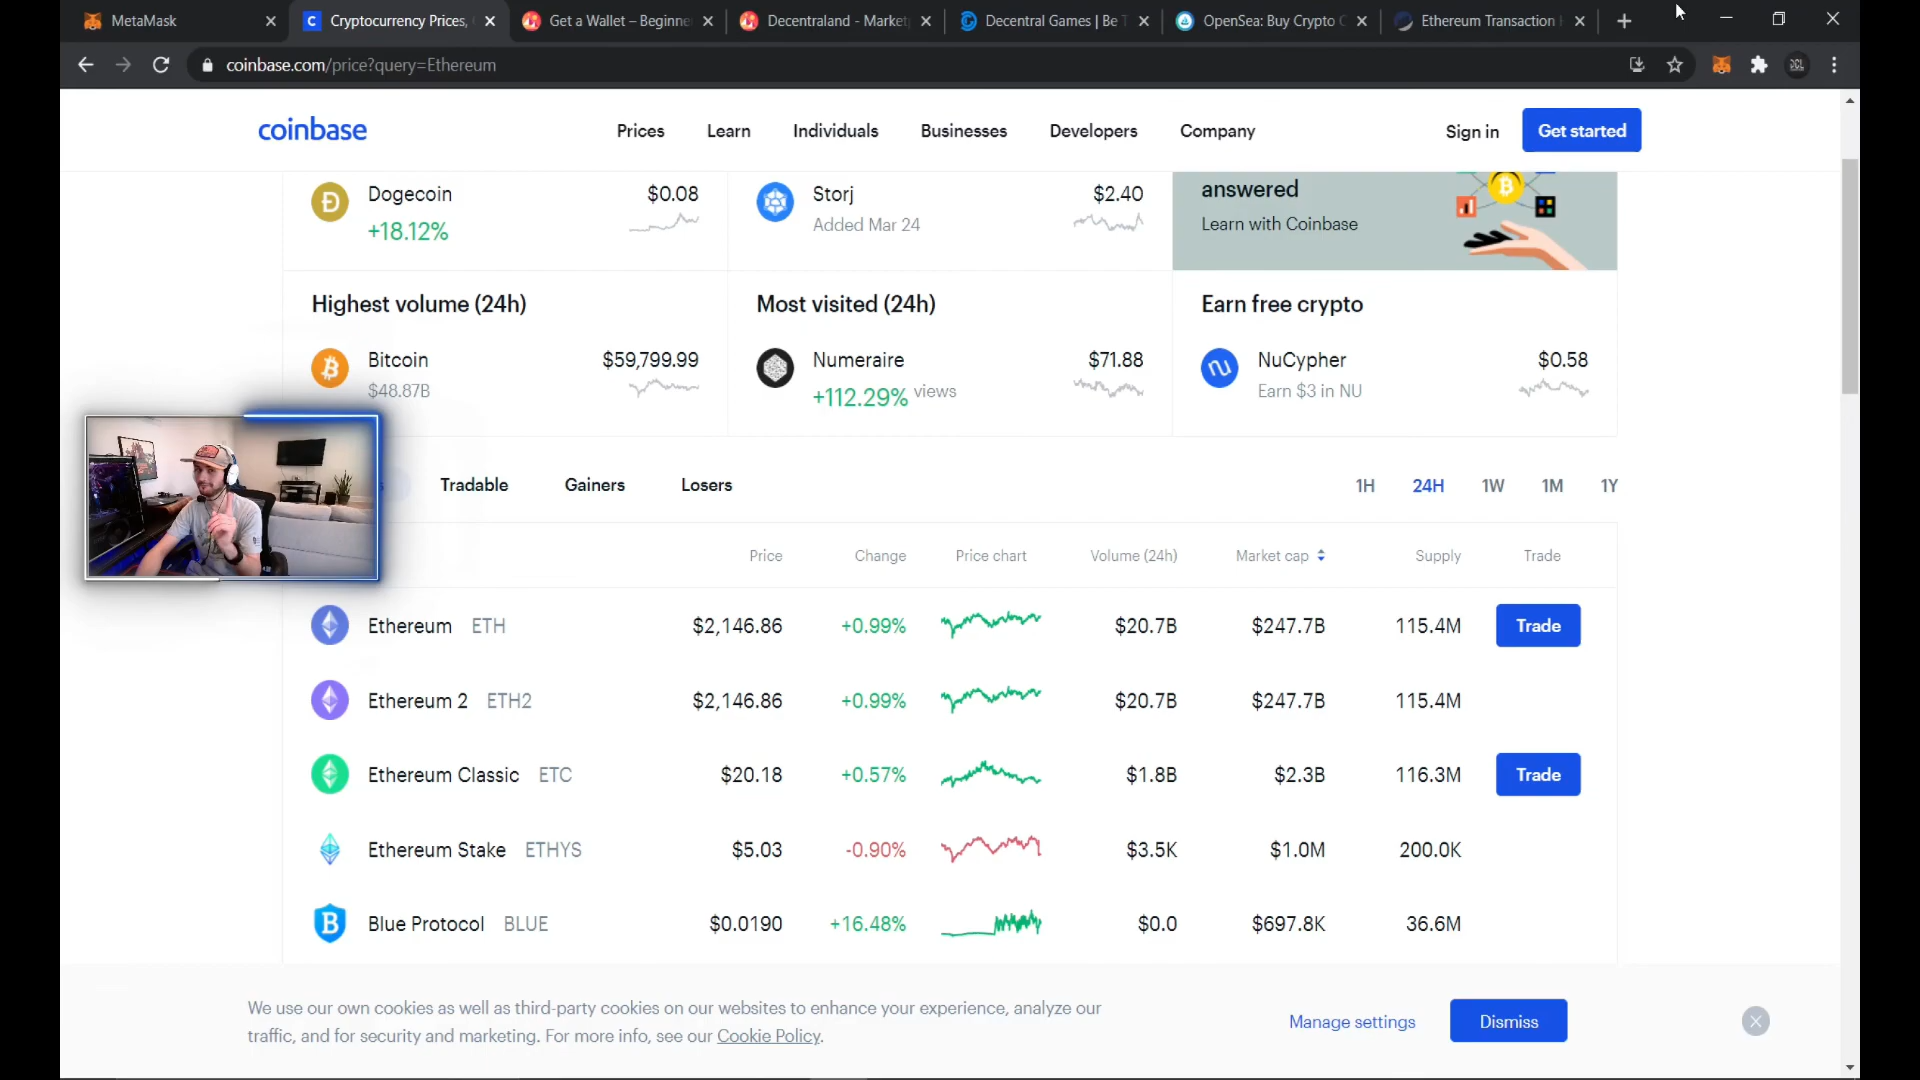 MetaMask
Cryptocurrency Prices,
Get a Wallet – Beginne
Decentraland - Market
Decentral Games | Be T
OpenSea: Buy Crypto C
Ethereum Transaction
coinbase.com/price?query=Ethereum
coinbase
Prices
Learn
Individuals
Businesses
Developers
Company
Sign in
Get started
Dogecoin
$0.08
+18.12%
Storj
$2.40
Added Mar 24
answered
Learn with Coinbase
Highest volume (24h)
Bitcoin
$59,799.99
$48.87B
Most visited (24h)
Numeraire
$71.88
+112.29% views
Earn free crypto
NuCypher
$0.58
Earn $3 in NU
Tradable
Gainers
Losers
1H
24H
1W
1M
1Y
Price
Change
Price chart
Volume (24h)
Market cap
Supply
Trade
Ethereum ETH $2,146.86 +0.99% $20.7B $247.7B 115.4M Trade
Ethereum 2 ETH2 $2,146.86 +0.99% $20.7B $247.7B 115.4M
Ethereum Classic ETC $20.18 +0.57% $1.8B $2.3B 116.3M Trade
Ethereum Stake ETHYS $5.03 -0.90% $3.5K $1.0M 200.0K
Blue Protocol BLUE $0.0190 +16.48% $0.0 $697.8K 36.6M
We use our own cookies as well as third-party cookies on our websites to enhance your experience, analyze our
traffic, and for security and marketing. For more info, see our Cookie Policy.
Manage settings
Dismiss